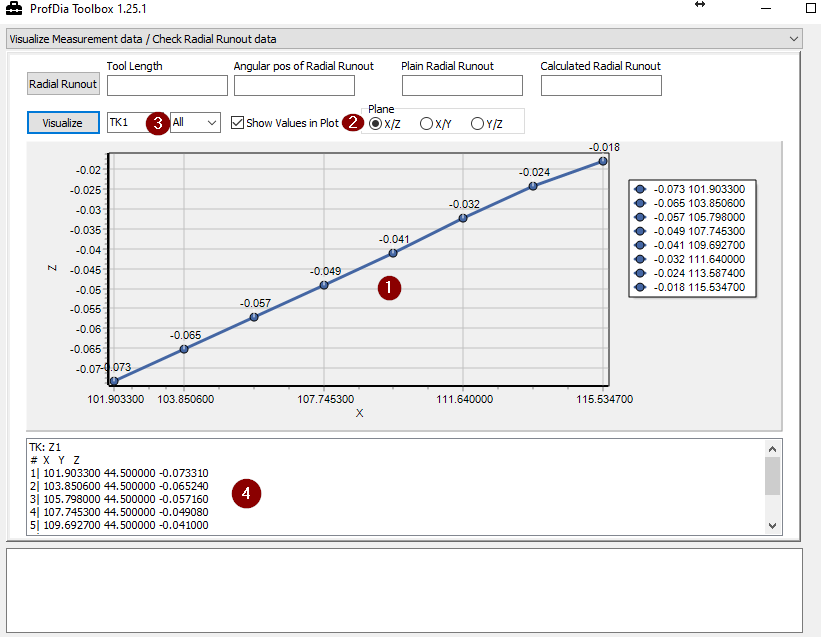 ProfDia Toolbox 1.25.1
Visualize Measurement data / Check Radial Runout data
Tool Length Angular pos of Radial Runout Plain Radial Runout Calculated Radial Runout
Radial Runout
Plane
Visualize TK1 3 All Show Values in Plot 2 X/Z X/Y Y/Z
-0.018
-0.024
-0.032
-0.041
-0.049
-0.057
-0.065
-0.073
-0.02
-0.025
-0.03
-0.035
-0.04
-0.045
-0.05
-0.055
-0.06
-0.065
-0.07
Z
1
101.903300 103.850600 107.745300 111.640000 115.534700
X
-0.073 101.903300
-0.065 103.850600
-0.057 105.798000
-0.049 107.745300
-0.041 109.692700
-0.032 111.640000
-0.024 113.587400
-0.018 115.534700
TK: Z1
# X Y Z
1| 101.903300 44.500000 -0.073310
2| 103.850600 44.500000 -0.065240
3| 105.798000 44.500000 -0.057160
4| 107.745300 44.500000 -0.049080
5| 109.692700 44.500000 -0.041000
4